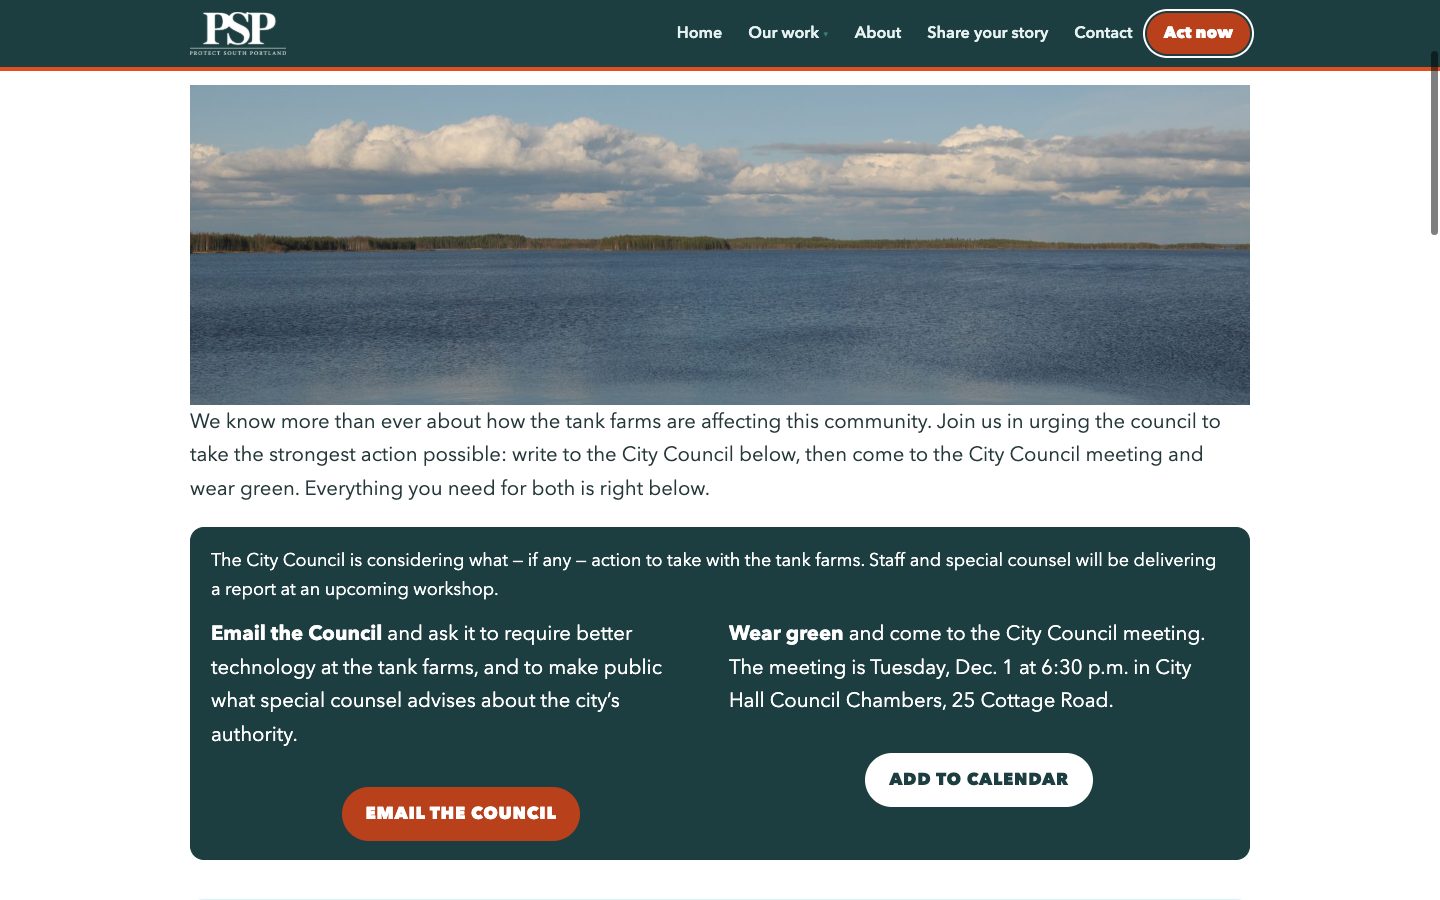 PSP
PROTECT SOUTH PORTLAND
Home
Our work
About
Share your story
Contact
Act now
We know more than ever about how the tank farms are affecting this community. Join us in urging the council to
take the strongest action possible: write to the City Council below, then come to the City Council meeting and
wear green. Everything you need for both is right below.
The City Council is considering what – if any – action to take with the tank farms. Staff and special counsel will be delivering
a report at an upcoming workshop.
Email the Council and ask it to require better
technology at the tank farms, and to make public
what special counsel advises about the city’s
authority.
EMAIL THE COUNCIL
Wear green and come to the City Council meeting.
The meeting is Tuesday, Dec. 1 at 6:30 p.m. in City
Hall Council Chambers, 25 Cottage Road.
ADD TO CALENDAR